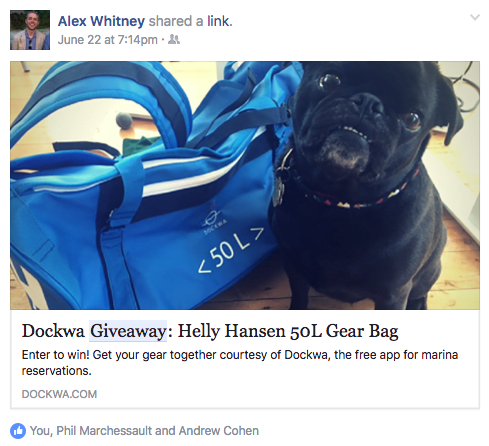 Alex Whitney shared a link.
June 22 at 7:14pm ·
DOCKWA
<50 L>
Dockwa Giveaway: Helly Hansen 50L Gear Bag
Enter to win! Get your gear together courtesy of Dockwa, the free app for marina
reservations.
DOCKWA.COM
You, Phil Marchessault and Andrew Cohen